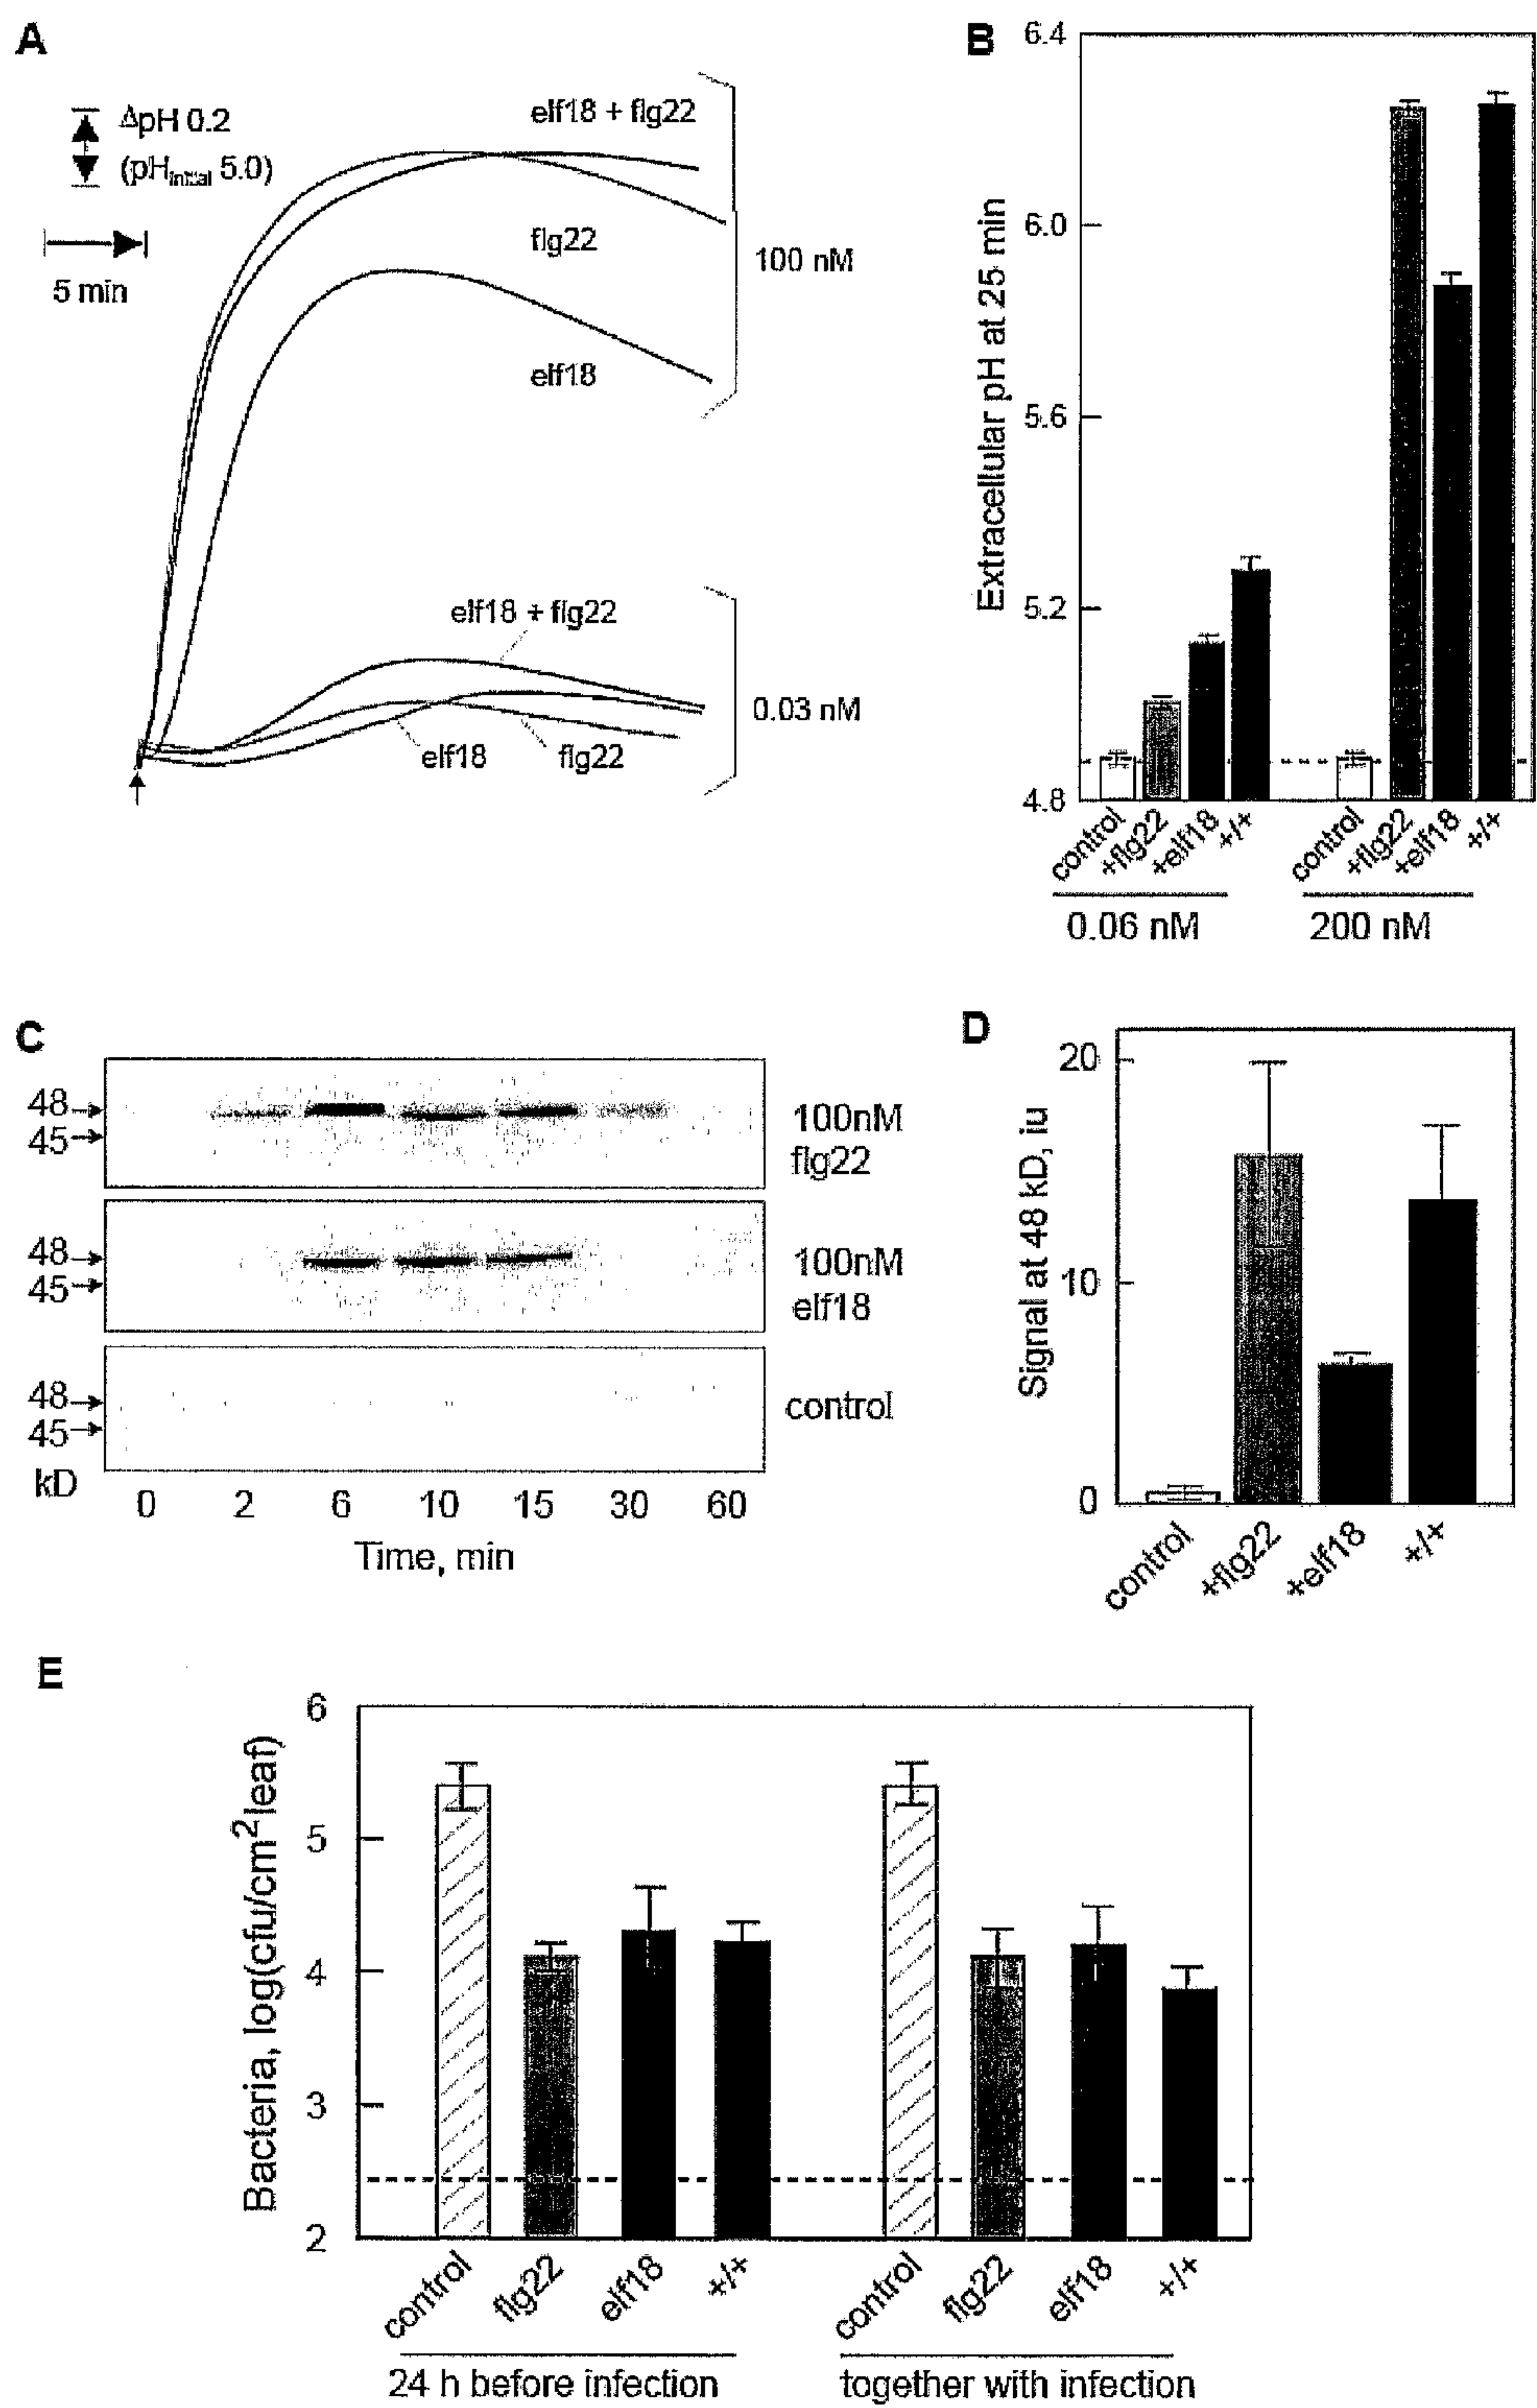 A
ΔpH 0.2
(pHinitial 5.0)
5 min
elf18 + flg22
flg22
elf18
100 nM
elf18 + flg22
elf18
flg22
0.03 nM
B
Extracellular pH at 25 min
6.4
6.0
5.6
5.2
4.8
control
+flg22
+elf18
+/+
control
+flg22
+elf18
+/+
0.06 nM
200 nM
C
48
45
100nM
flg22
48
45
100nM
elf18
48
45
control
kD
0 2 6 10 15 30 60
Time, min
D
Signal at 48 kD, iu
20
10
0
control
+flg22
+elf18
+/+
E
Bacteria, log(cfu/cm2 leaf)
6
5
4
3
2
control
flg22
elf18
+/+
control
flg22
elf18
+/+
24 h before infection
together with infection